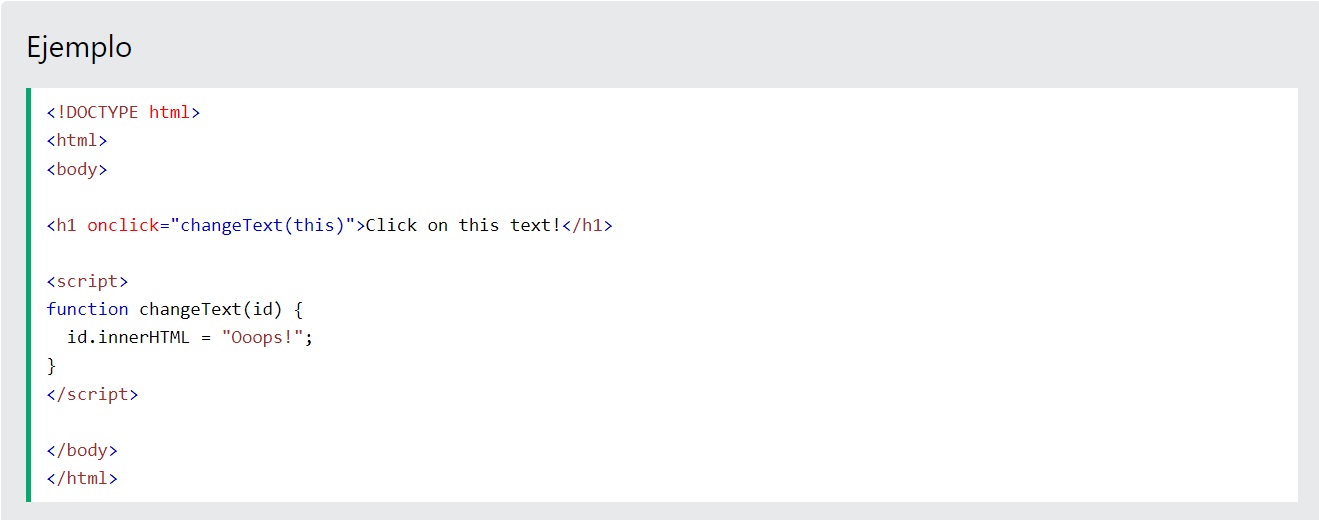 Ejemplo
<!DOCTYPE html>
<html>
<body>
<h1 onclick="changeText(this)">Click on this text!</h1>
<script>
function changeText(id) {
  id.innerHTML = "Ooops!";
}
</script>
</body>
</html>